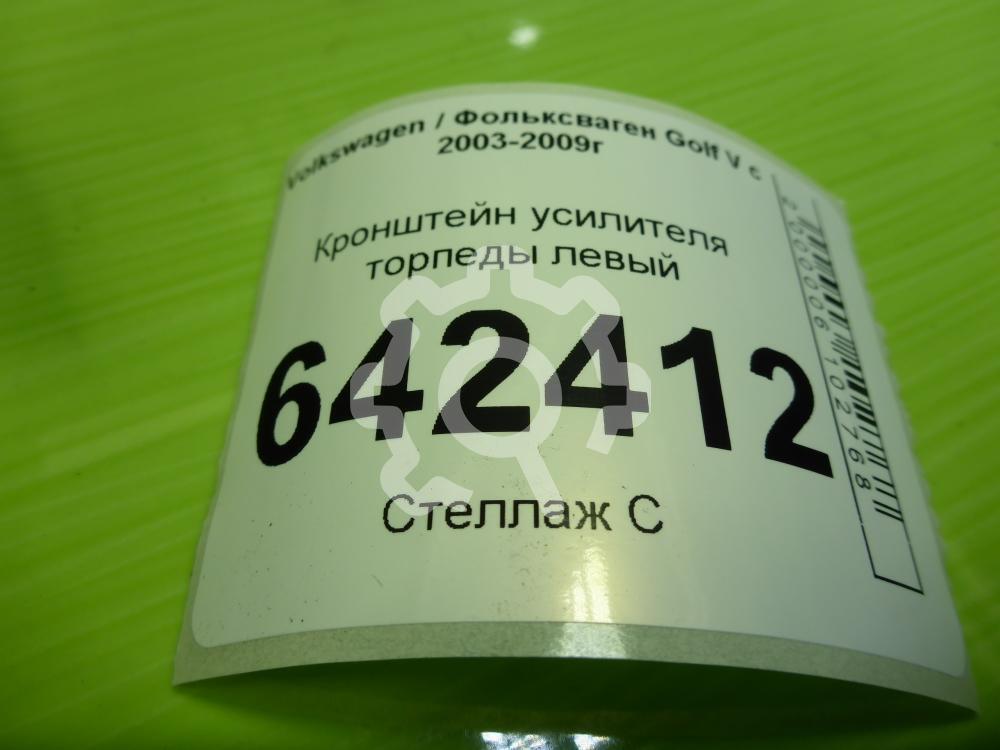 Volkswagen / Фольксваген Golf V с
2003-2009г
Кронштейн усилителя
торпеды левый
642412
Стеллаж С
2000006102768